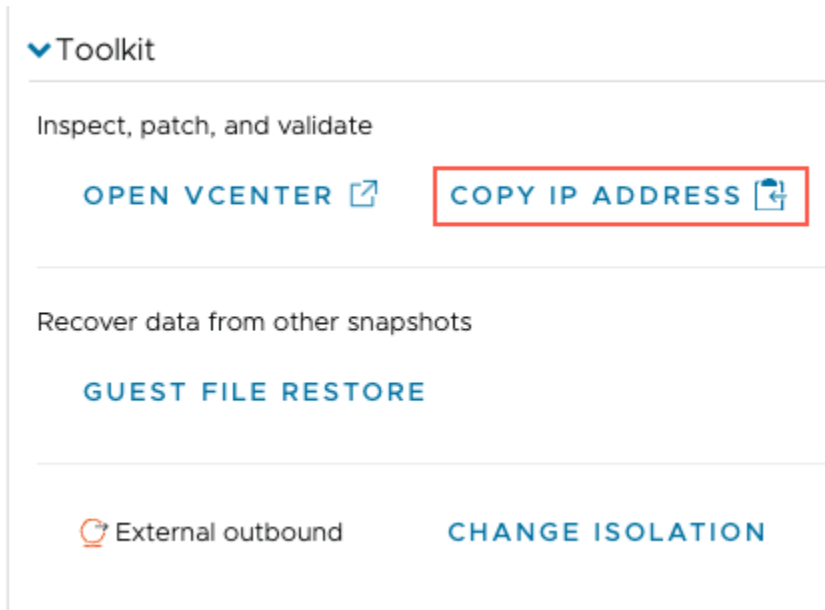 Toolkit
Inspect, patch, and validate
OPEN VCENTER COPY IP ADDRESS
Recover data from other snapshots
GUEST FILE RESTORE
External outbound CHANGE ISOLATION